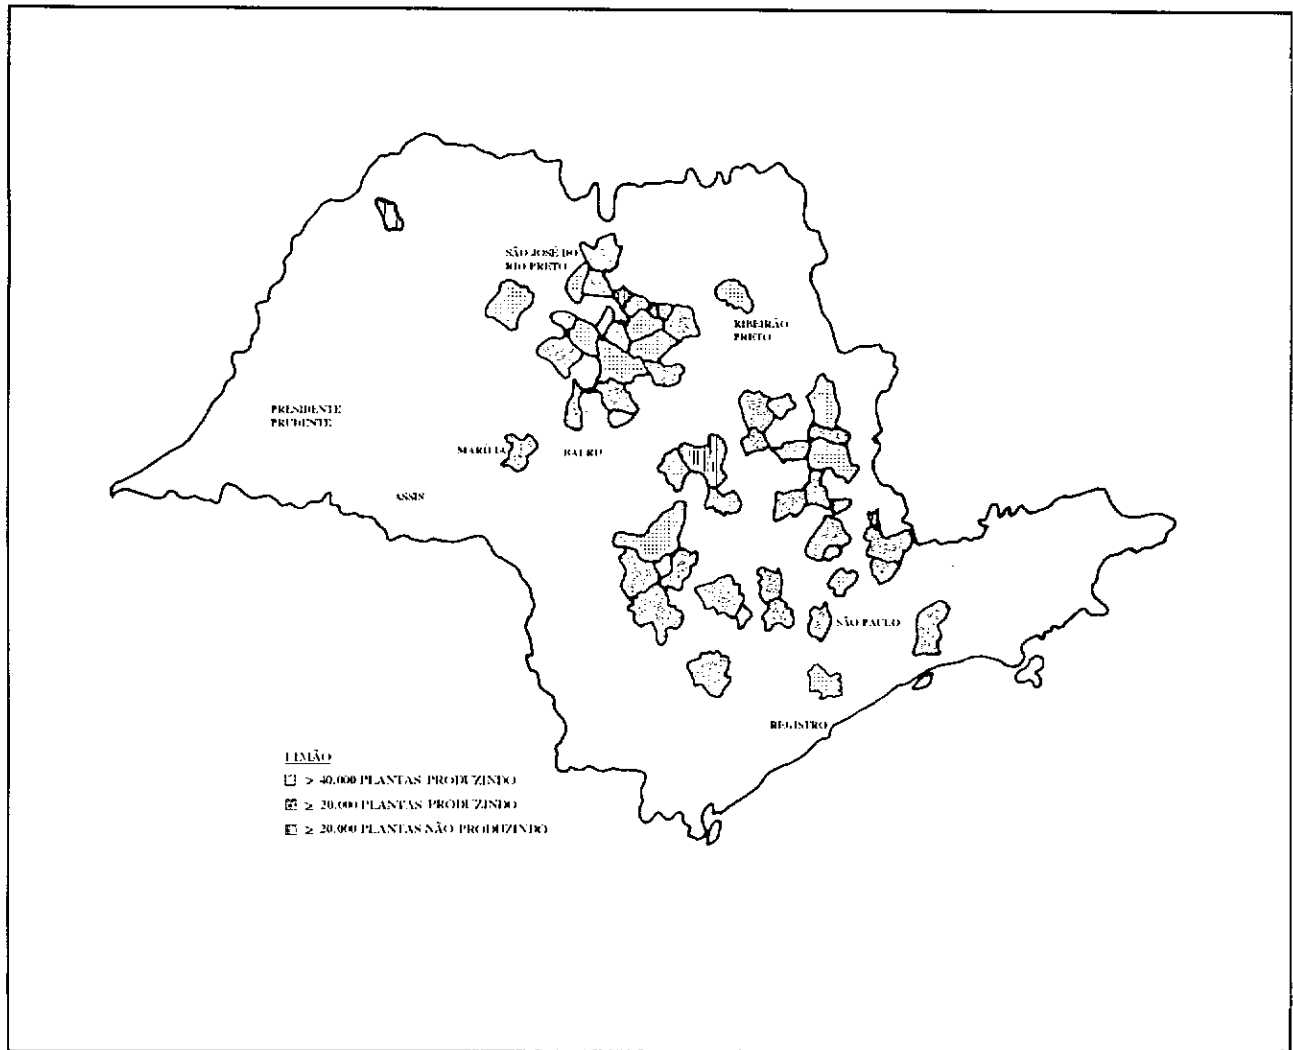 SÃO JOSÉ DO
RIO PRETO
RIBEIRÃO
PRETO
PRESIDENTE
PRUDENTE
MARÍLIA
BAURU
ASSIS
SÃO PAULO
REGISTRO
LIMÃO
> 40.000 PLANTAS PRODUZINDO
≥ 20.000 PLANTAS PRODUZINDO
≥ 20.000 PLANTAS NÃO PRODUZINDO